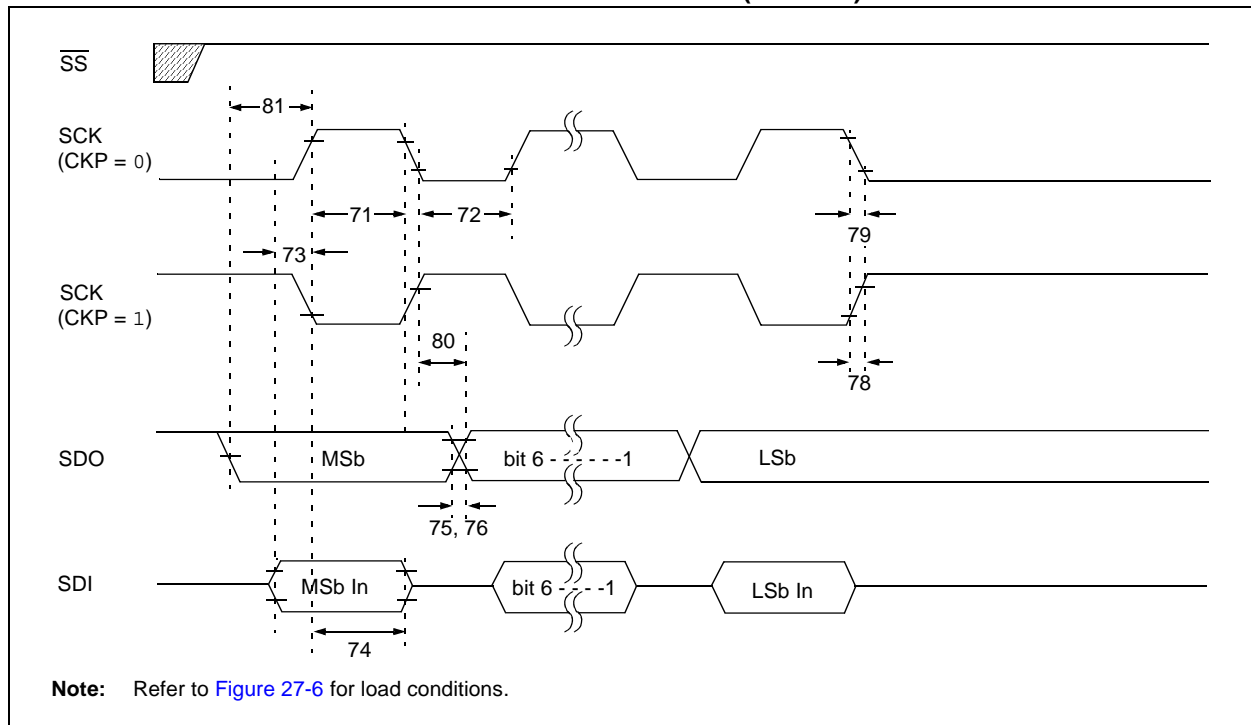 SS
81
SCK
(CKP = 0)
71
72
79
73
SCK
(CKP = 1)
80
78
SDO
MSb
bit 6 - - - - - - -1
LSb
75, 76
SDI
MSb In
bit 6 - - - - -1
LSb In
74
Note: Refer to Figure 27-6 for load conditions.